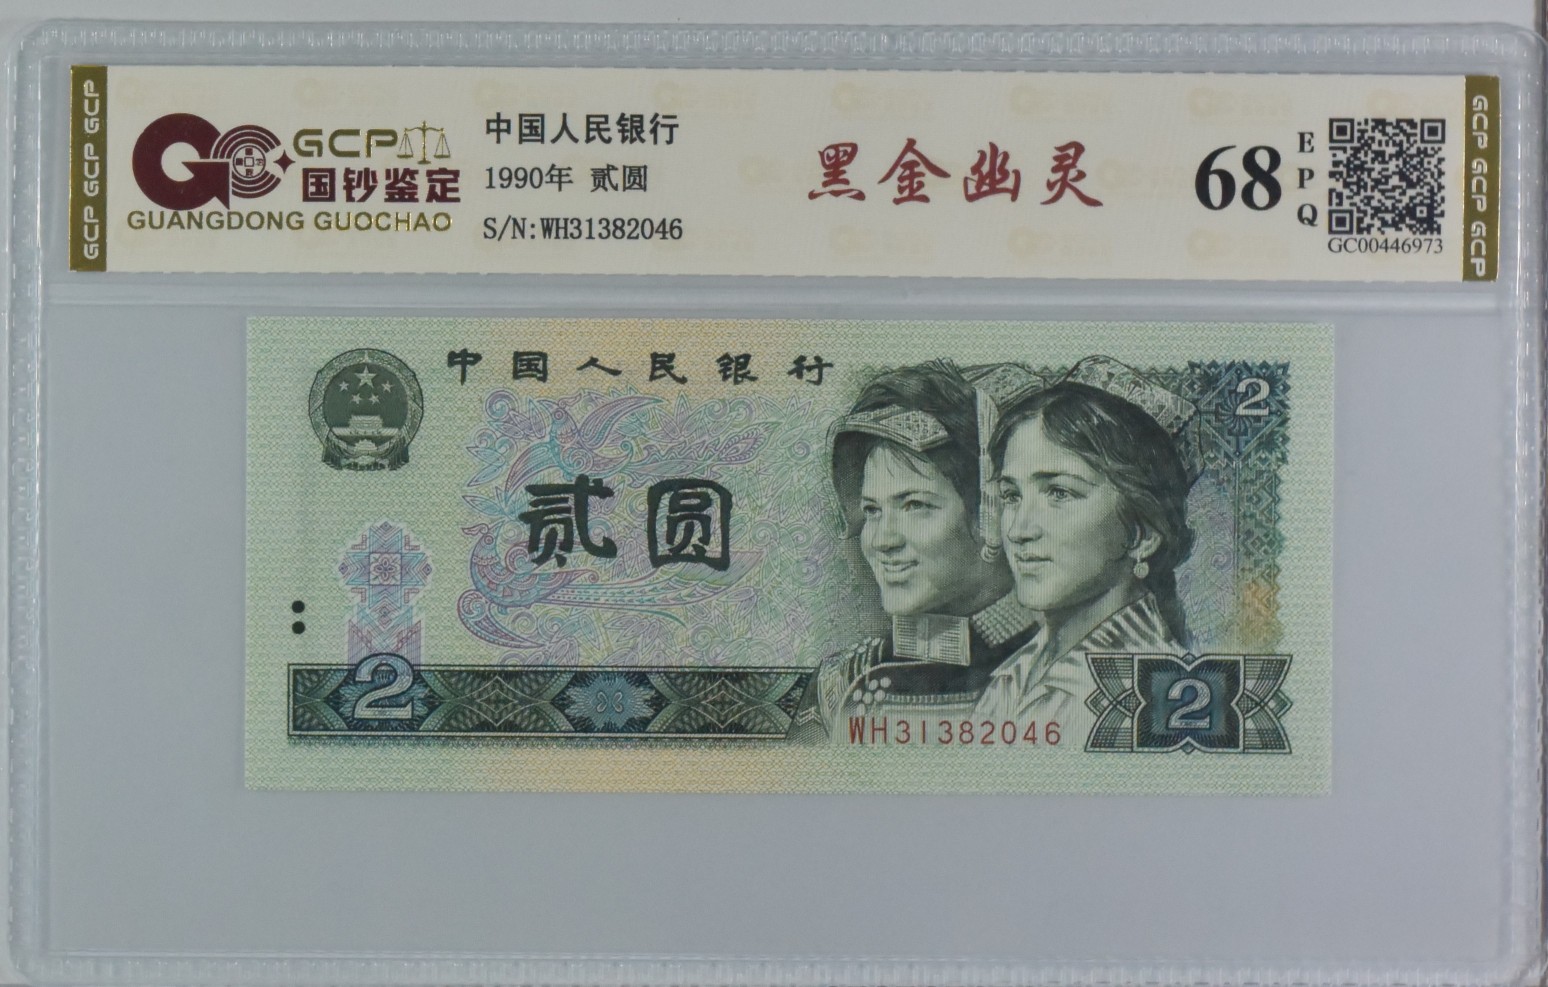 GCP GCP GCP
GCP
国钞鉴定
GUANGDONG GUOCHAO
中国人民银行
1990年 贰圆
S/N:WH31382046
黑金幽灵
68
EPQ
GC00446973
GCP GCP GCP
中国人民银行
2
贰圆
2
WH31382046
2